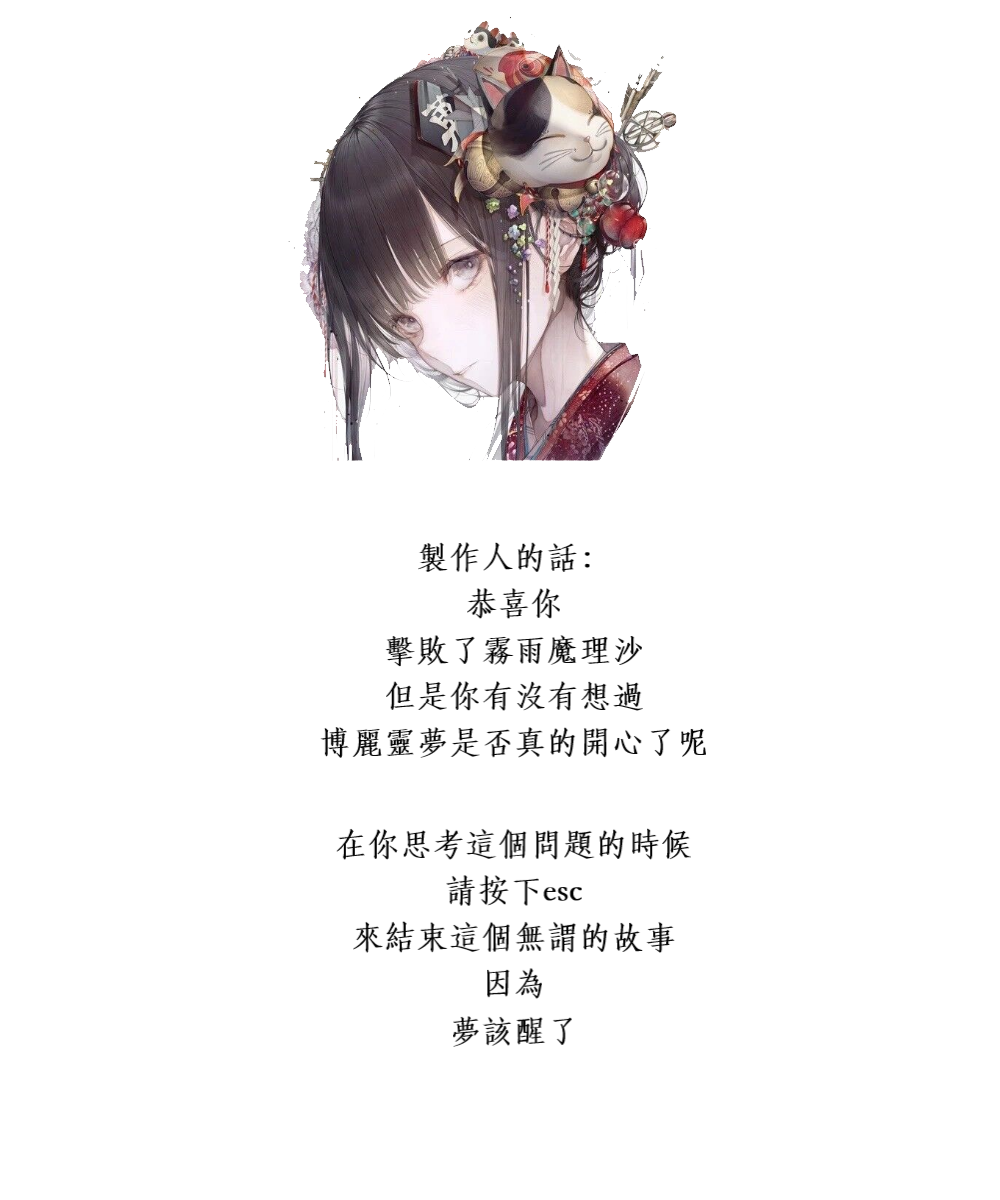 製作人的話：
恭喜你
擊敗了霧雨魔理沙
但是你有沒有想過
博麗靈夢是否真的開心了呢
在你思考這個問題的時候
請按下esc
來結束這個無謂的故事
因為
夢該醒了